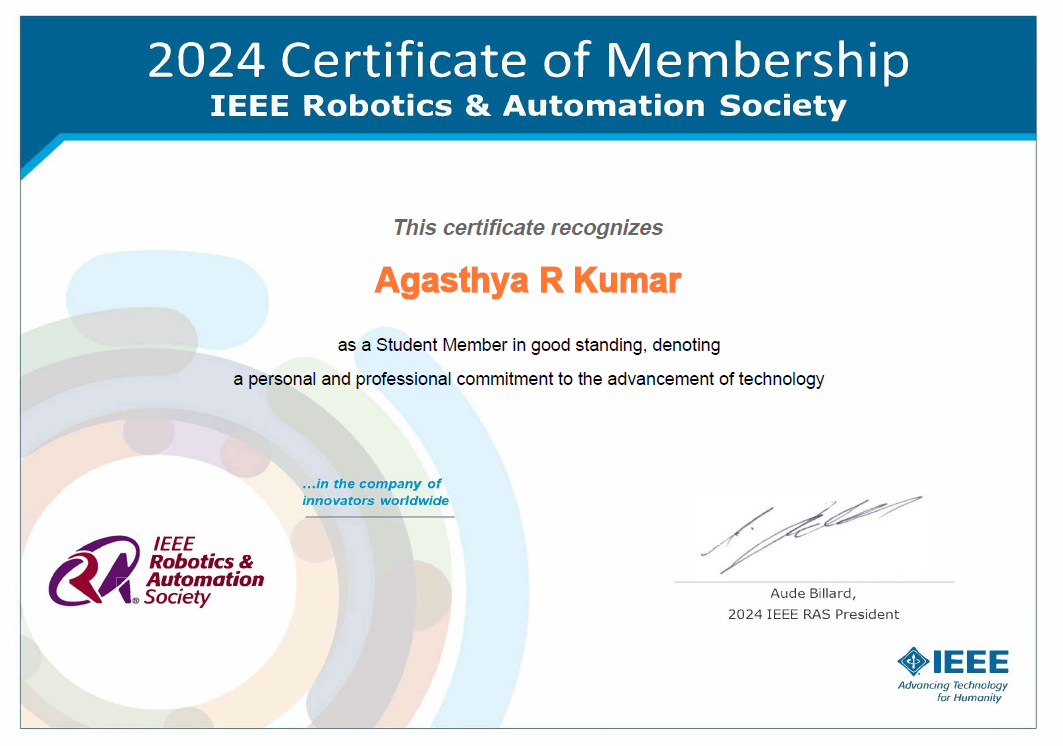 2024 Certificate of Membership
IEEE Robotics & Automation Society
This certificate recognizes
Agasthya R Kumar
as a Student Member in good standing, denoting
a personal and professional commitment to the advancement of technology
...in the company of
innovators worldwide
IEEE
Robotics &
Automation
® Society
Aude Billard,
2024 IEEE RAS President
IEEE
Advancing Technology
for Humanity